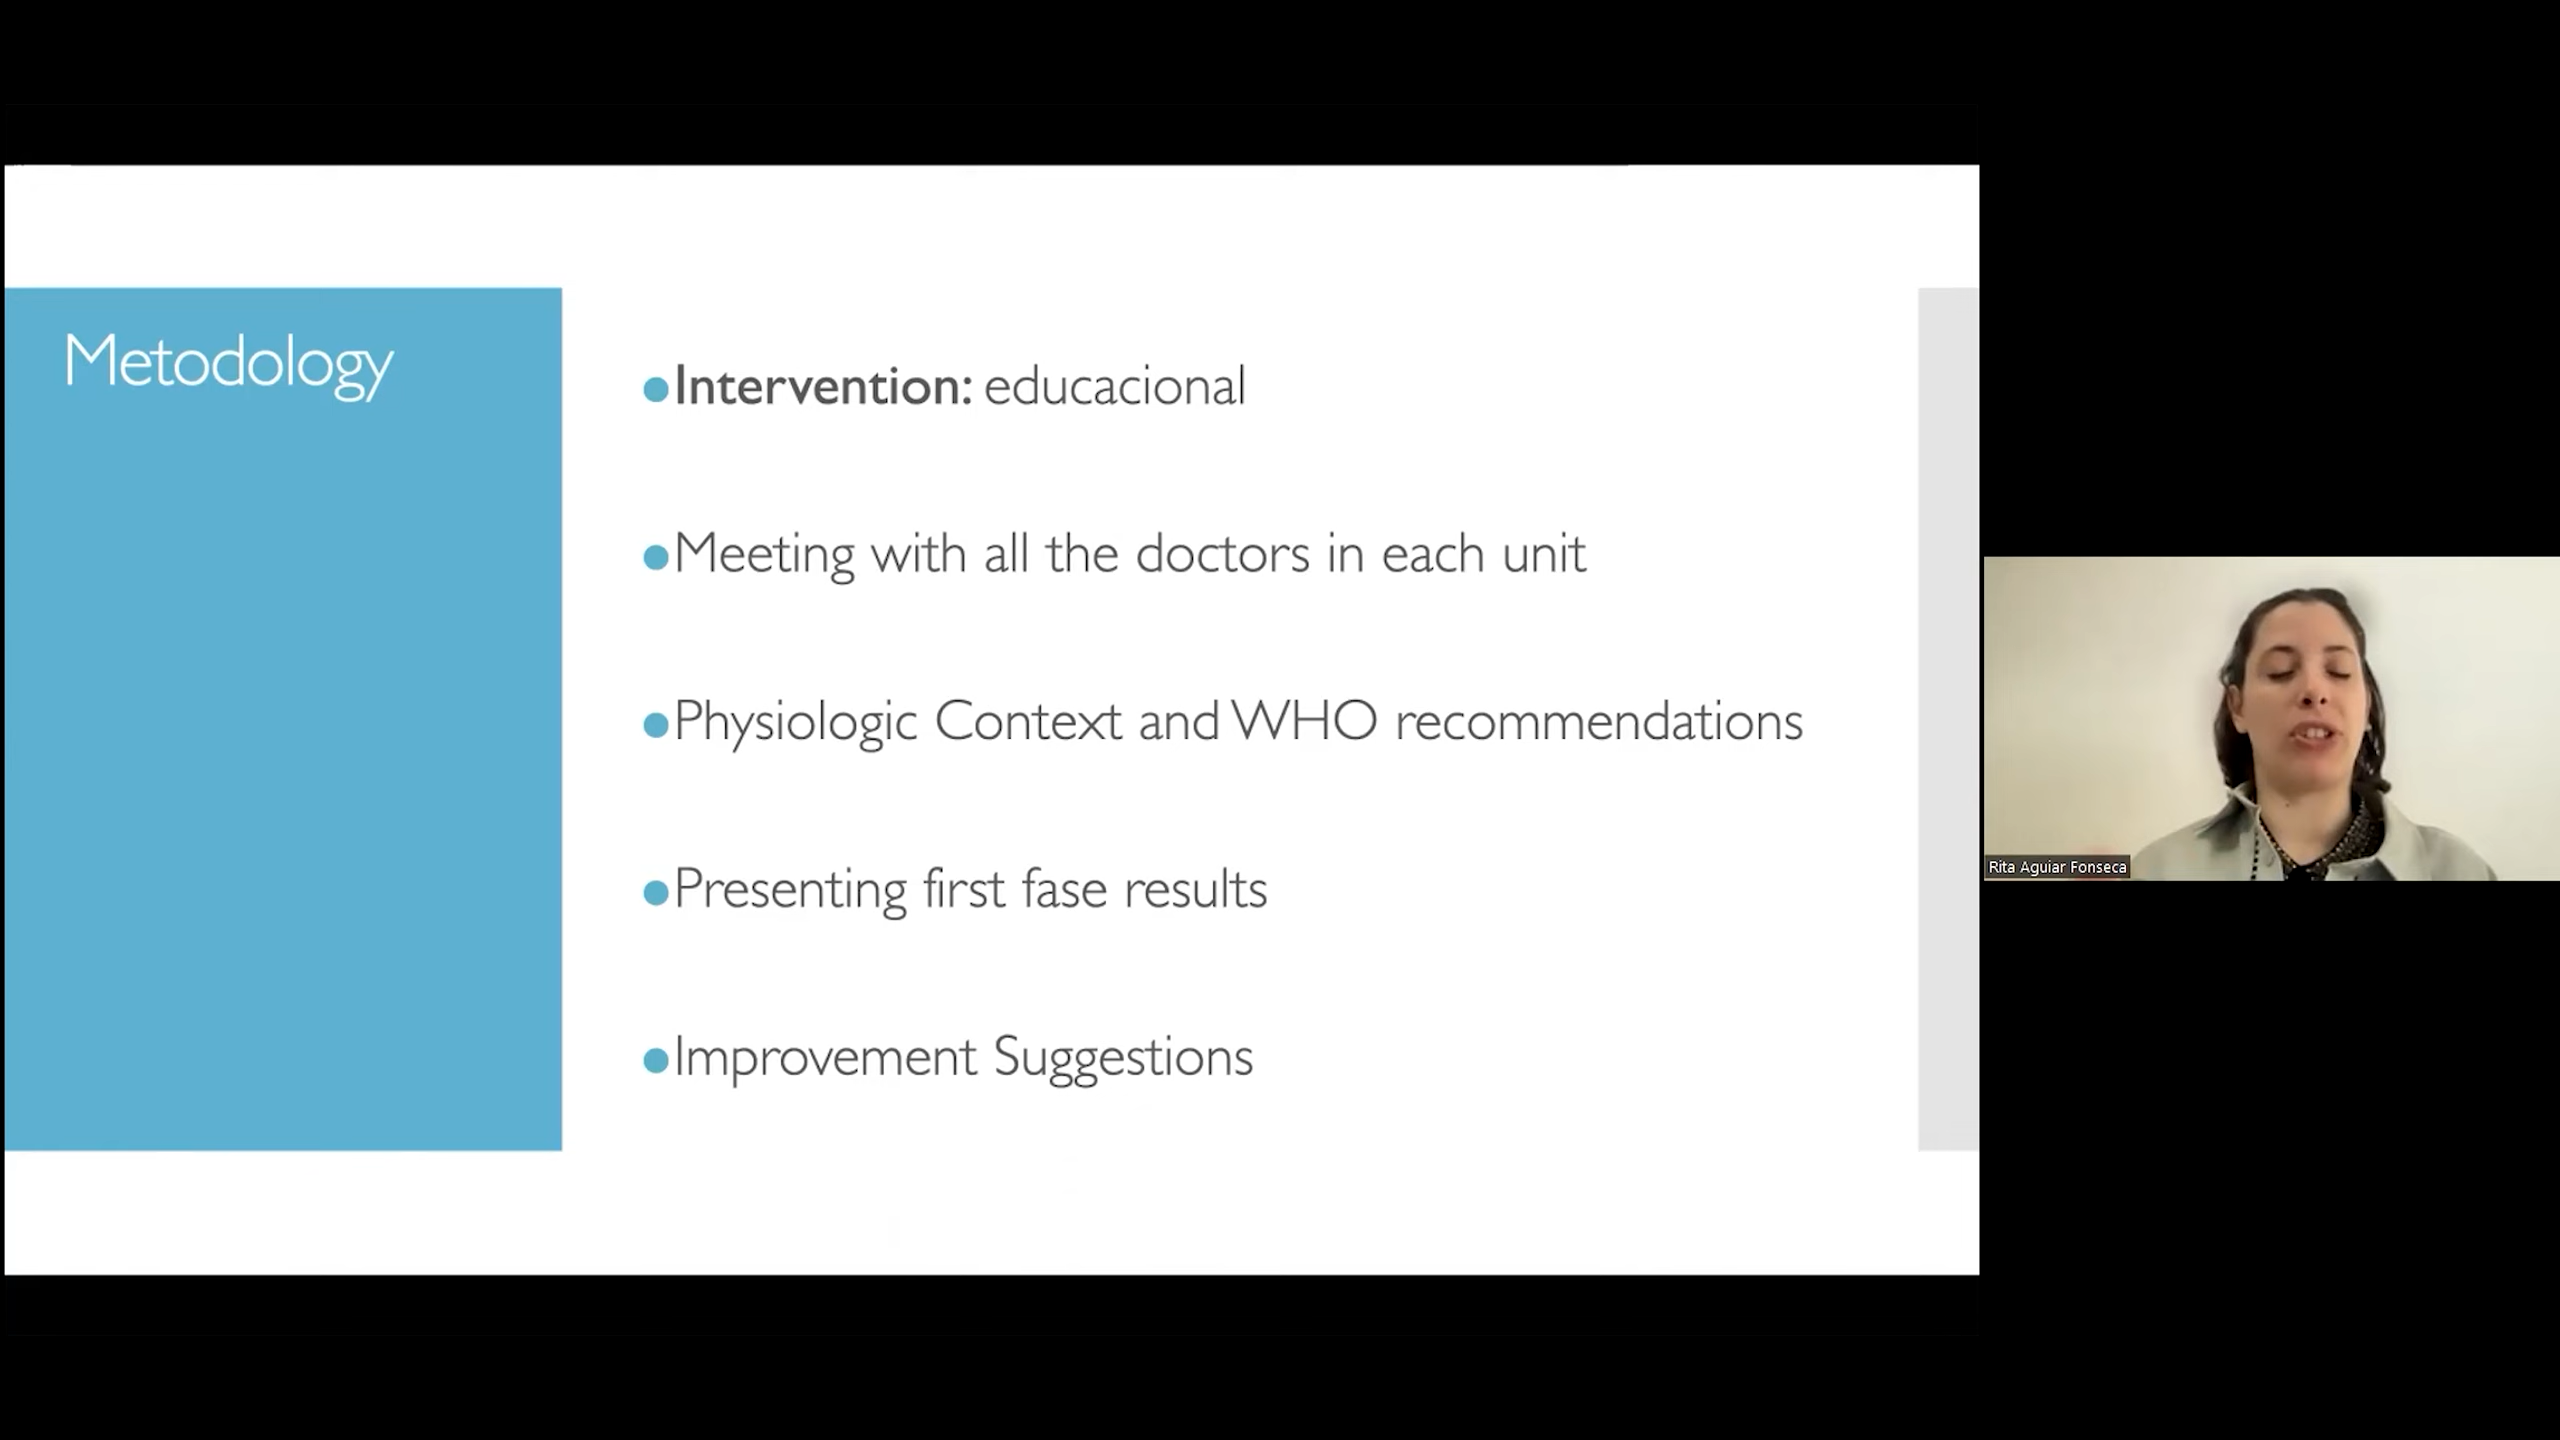 Metodology
Intervention: educacional
Meeting with all the doctors in each unit
Physiologic Context and WHO recommendations
Presenting first fase results
Improvement Suggestions
Rita Aguiar Fonseca